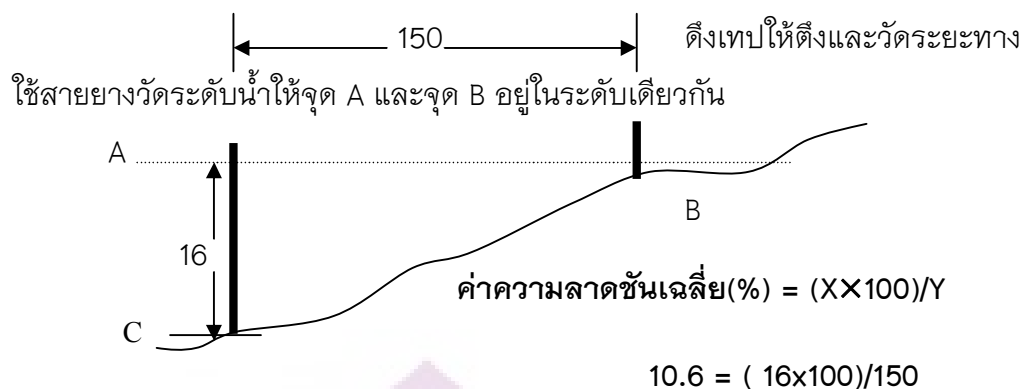 150
ดึงเทปให้ตึงและวัดระยะทาง
ใช้สายยางวัดระดับน้ำให้จุด A และจุด B อยู่ในระดับเดียวกัน
A
B
16
ค่าความลาดชันเฉลี่ย(%) = (X×100)/Y
C
10.6 = ( 16x100)/150